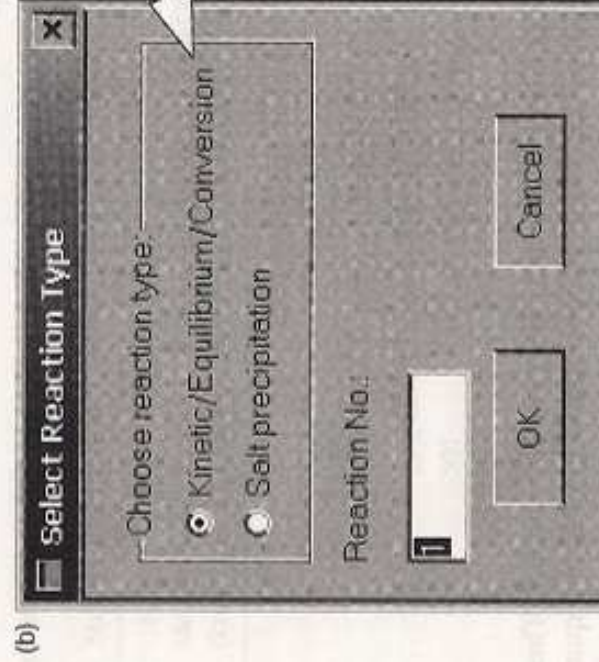 (b)
Select Reaction Type
Choose reaction type:
Kinetic/Equilibrium/Conversion
Salt precipitation
Reaction No.:
1
OK Cancel